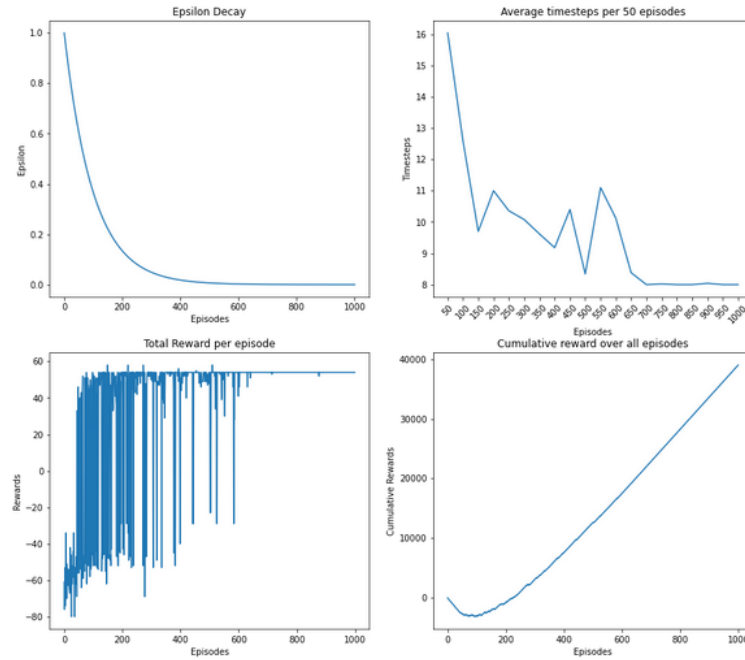 Epsilon Decay
1.0
0.8
0.6
0.4
0.2
0.0
Epsilon
0 200 400 600 800 1000
Episodes
Average timesteps per 50 episodes
16
15
14
13
12
11
10
9
8
Timesteps
50 100 150 200 250 300 350 400 450 500 550 600 650 700 750 800 850 900 950 1000
Episodes
Total Reward per episode
60
40
20
0
−20
−40
−60
−80
Rewards
0 200 400 600 800 1000
Episodes
Cumulative reward over all episodes
40000
30000
20000
10000
0
Cumulative Rewards
0 200 400 600 800 1000
Episodes